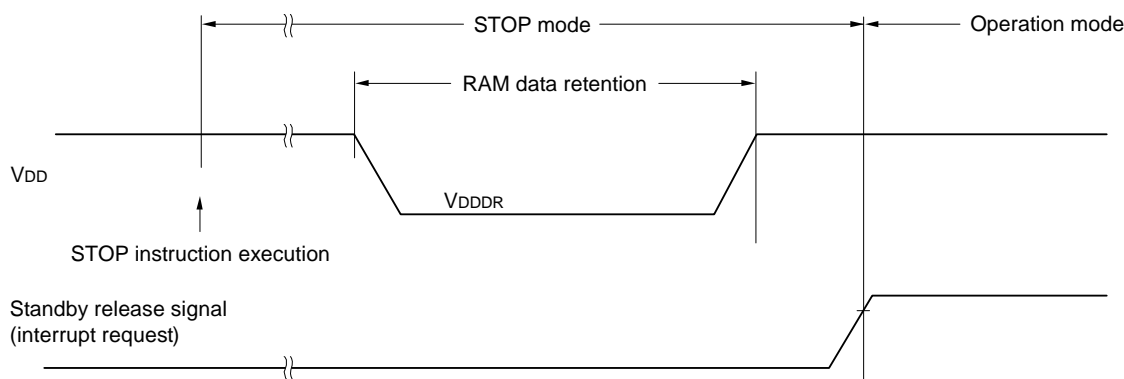 STOP mode
Operation mode
RAM data retention
VDD
VDDDR
STOP instruction execution
Standby release signal
(interrupt request)